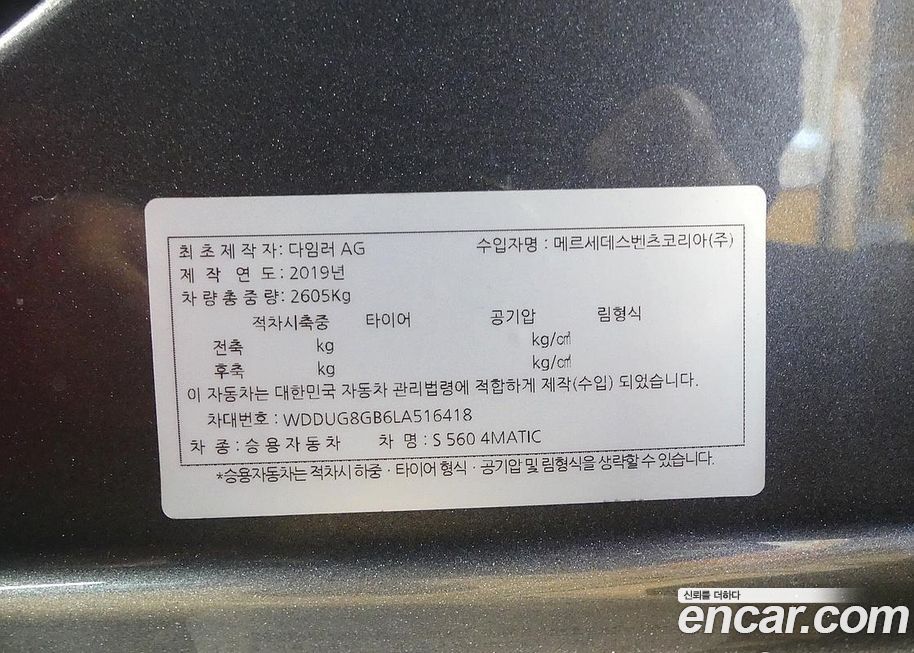 최초제작자: 다임러 AG 수입자명 : 메르세데스벤츠코리아(주)
제 작 연 도: 2019년
차 량 총 중 량: 2605Kg
적차시축중 타이어 공기압 림형식
전축 kg kg/㎠
후축 kg kg/㎠
이 자동차는 대한민국 자동차 관리법령에 적합하게 제작(수입) 되었습니다.
차대번호 : WDDUG8GB6LA516418
차 종 : 승용자동차 차 명 : S 560 4MATIC
*승용자동차는 적차시 하중 · 타이어 형식 · 공기압 및 림형식을 생략할 수 있습니다.
신뢰를 더하다
encar.com